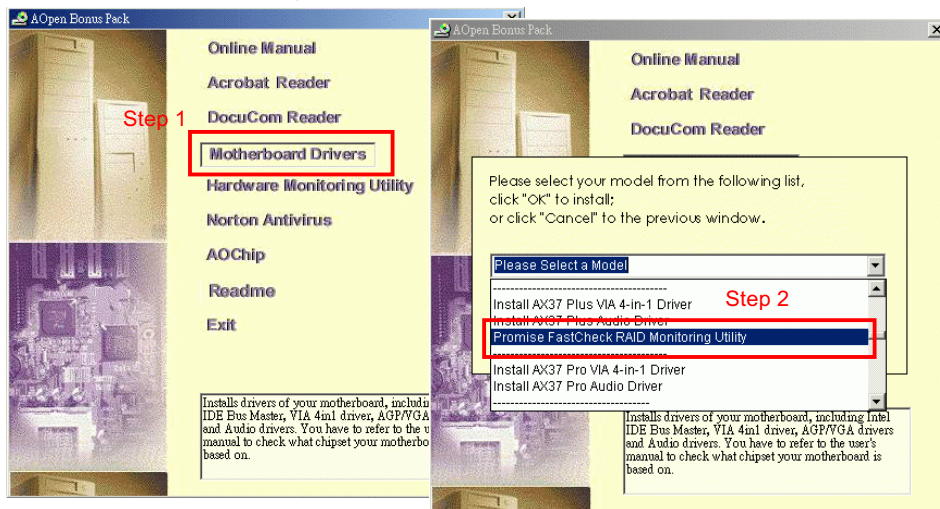 AOpen Bonus Pack
Online Manual
Acrobat Reader
Step 1
DocuCom Reader
Motherboard Drivers
Hardware Monitoring Utility
Norton Antivirus
AOChip
Readme
Exit
Installs drivers of your motherboard, includin
IDE Bus Master, VIA 4in1 driver, AGP/VGA
and Audio drivers. You have to refer to the u
manual to check what chipset your motherbo
based on.
AOpen Bonus Pack
Online Manual
Acrobat Reader
DocuCom Reader
Please select your model from the following list,
click "OK" to install;
or click "Cancel" to the previous window.
Please Select a Model
Install AX37 Plus VIA 4-in-1 Driver
Step 2
Install AX37 Plus Audio Driver
Promise FastCheck RAID Monitoring Utility
Install AX37 Pro VIA 4-in-1 Driver
Install AX37 Pro Audio Driver
Installs drivers of your motherboard, including Intel
IDE Bus Master, VIA 4in1 driver, AGP/VGA drivers
and Audio drivers. You have to refer to the user's
manual to check what chipset your motherboard is
based on.